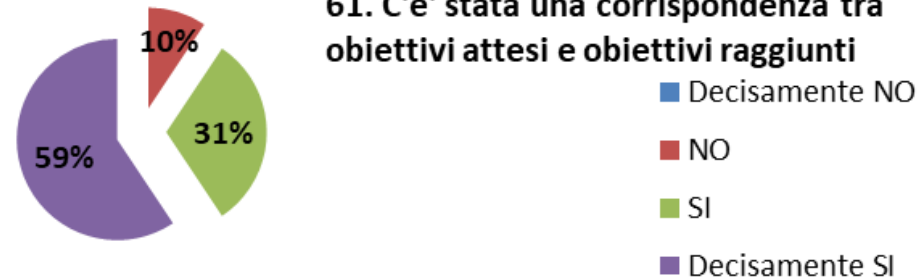 61. C'e' stata una corrispondenza tra
obiettivi attesi e obiettivi raggiunti
10%
31%
59%
Decisamente NO
NO
SI
Decisamente SI